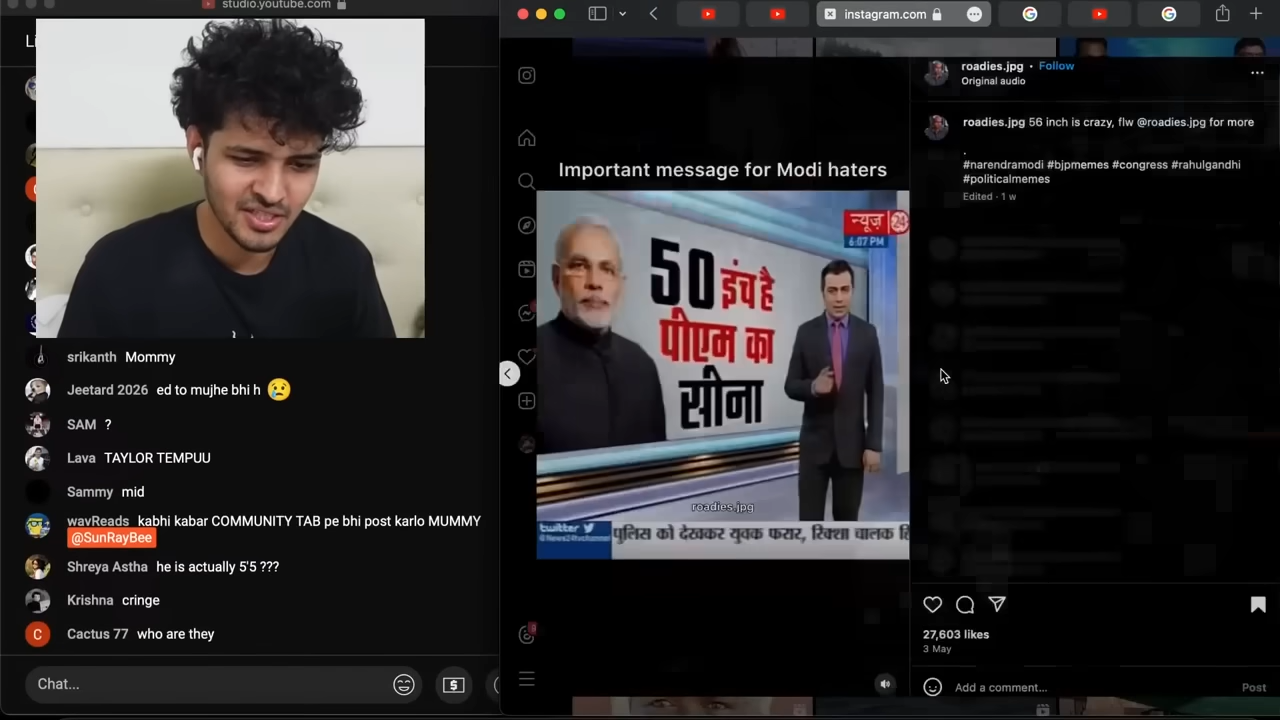 studio.youtube.com
Li
srikanth Mommy
Jeetard 2026 ed to mujhe bhi h 😢
SAM ?
Lava TAYLOR TEMPUU
Sammy mid
wavReads kabhi kabar COMMUNITY TAB pe bhi post karlo MUMMY
@SunRayBee
Shreya Astha he is actually 5'5 ???
Krishna cringe
C
Cactus 77 who are they
Chat...
instagram.com
Important message for Modi haters
न्यूज़ 24
6:07 PM
50 इंच है
पीएम का
सीना
roadies.jpg
twitter
@News24tvchannel
पुलिस को देखकर युवक फरार, रिक्शा चालक हि
roadies.jpg • Follow
Original audio
roadies.jpg 56 inch is crazy, flw @roadies.jpg for more
.
#narendramodi #bjpmemes #congress #rahulgandhi
#politicalmemes
Edited · 1 w
27,603 likes
3 May
Add a comment... Post